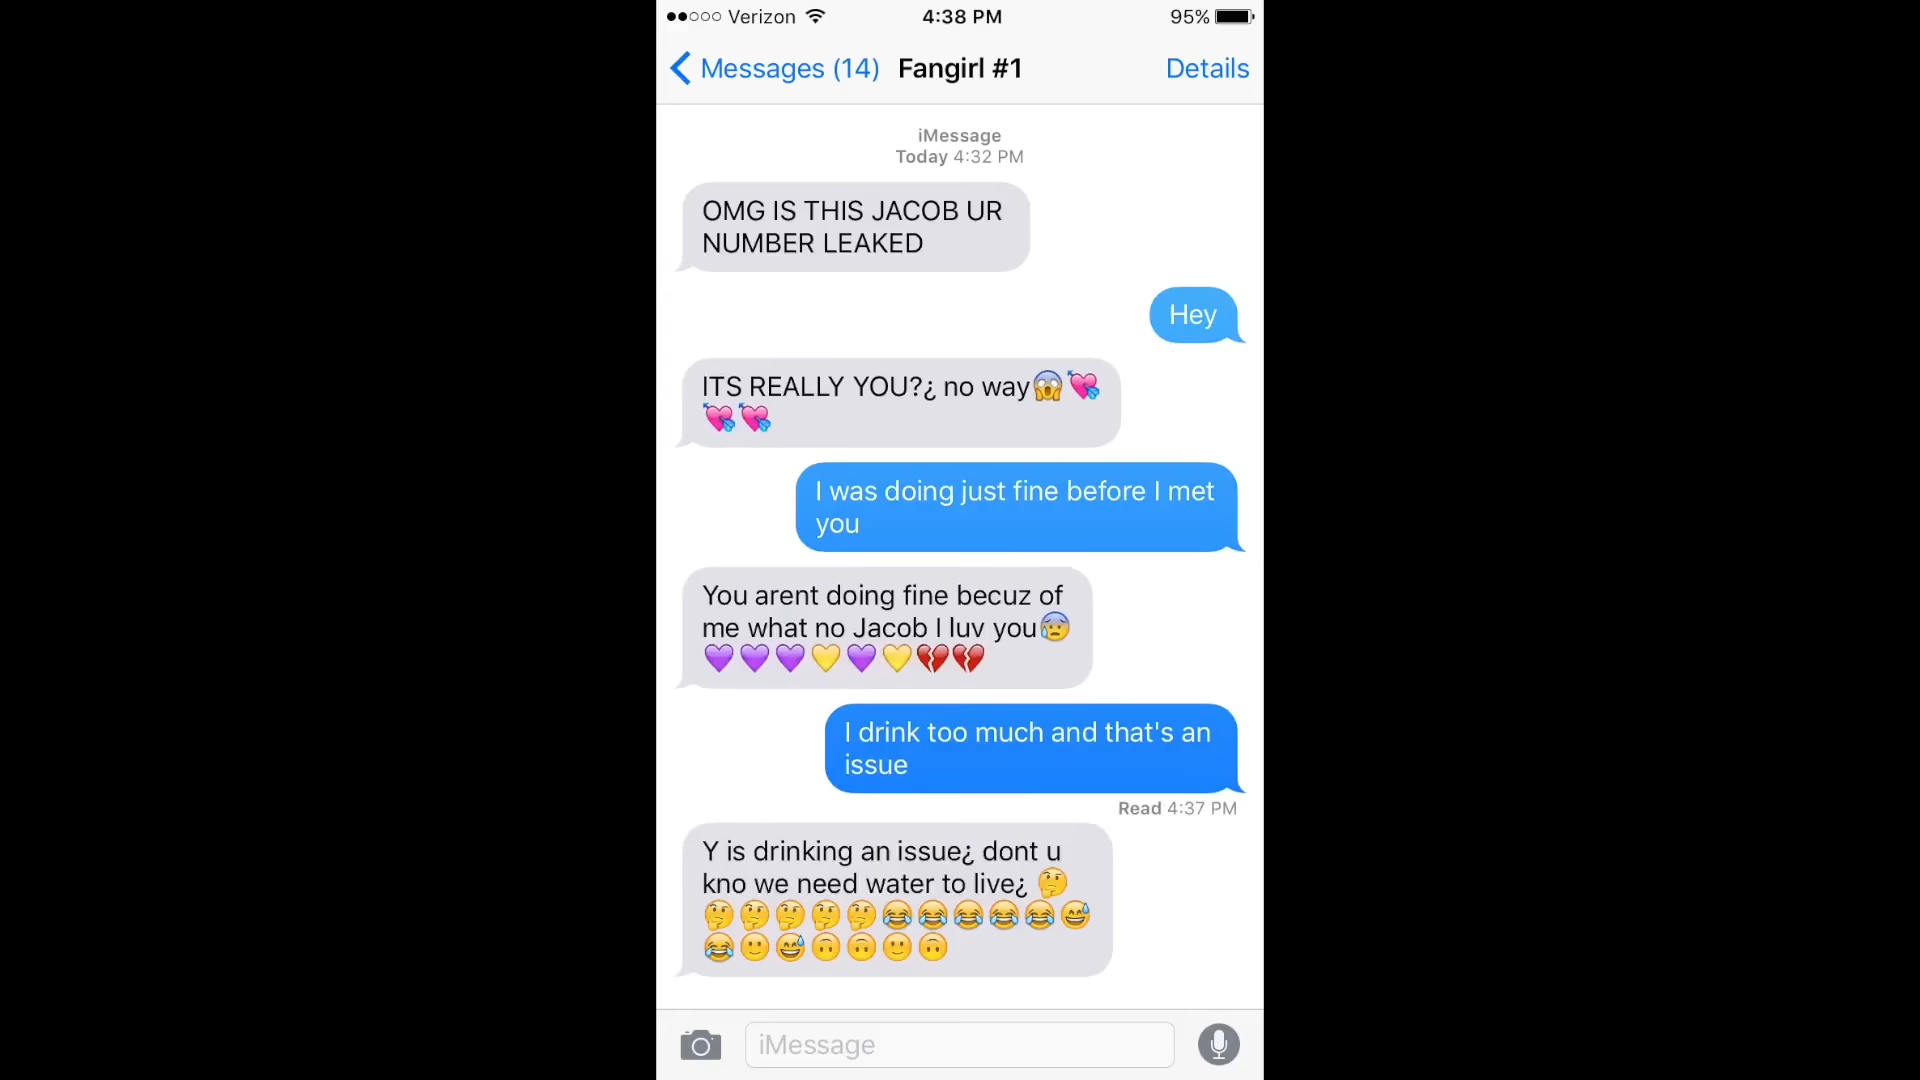 Verizon 4:38 PM 95%
Messages (14) Fangirl #1 Details
iMessage
Today 4:32 PM
OMG IS THIS JACOB UR
NUMBER LEAKED
Hey
ITS REALLY YOU?¿ no way😱💘
💘💘
I was doing just fine before I met
you
You arent doing fine becuz of
me what no Jacob I luv you😰
💜💜💜💛💜💛💔💔
I drink too much and that's an
issue
Read 4:37 PM
Y is drinking an issue¿ dont u
kno we need water to live¿ 🤔
🤔🤔🤔🤔🤔😂😂😂😂😂😅
😂🙂😅🙃🙃🙂🙃
iMessage